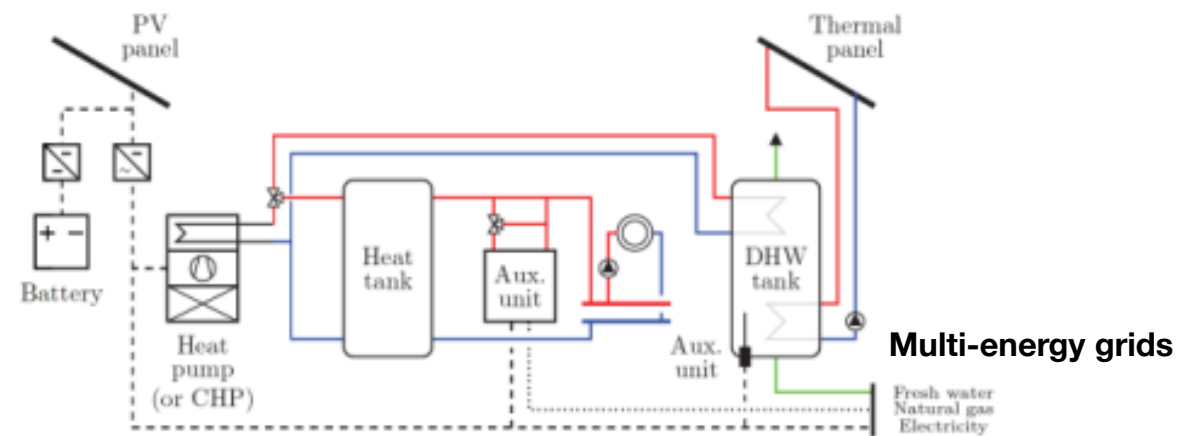 PV
panel
Thermal
panel
Battery
Heat
pump
(or CHP)
Heat
tank
Aux.
unit
DHW
tank
Aux.
unit
Multi-energy grids
Fresh water
Natural gas
Electricity